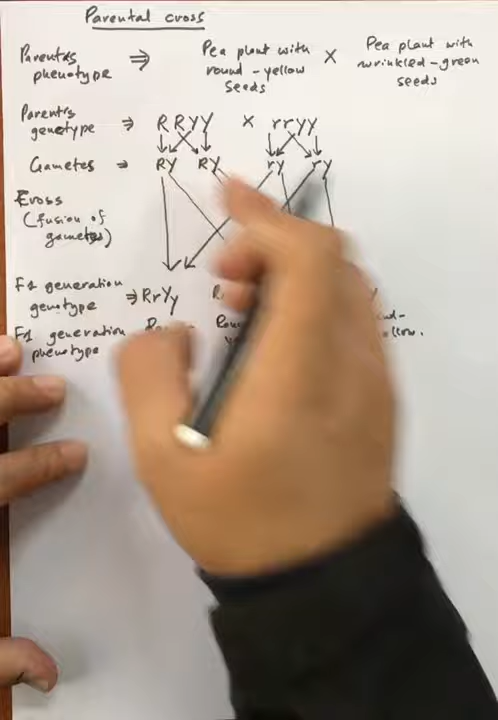 Parental cross
Parents phenotype ⇒ Pea plant with round-yellow seeds × Pea plant with wrinkled-green seeds
Parent's genotype ⇒ RRYY × rryy
Gametes ⇒ RY RY ry ry
Cross (fusion of gametes)
F1 generation genotype ⇒ RrYy
F1 generation phenotype